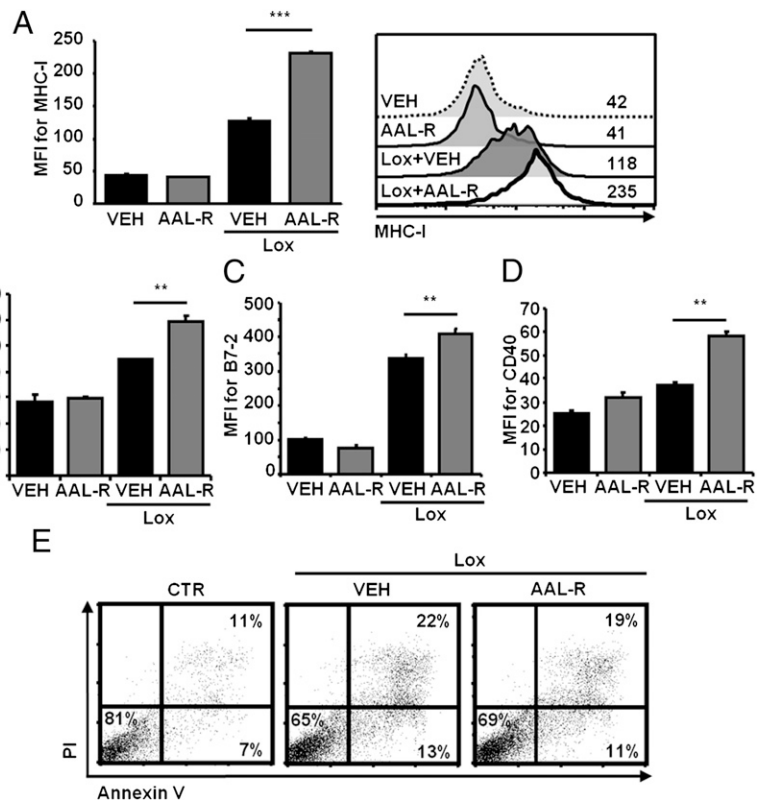 A
***
MFI for MHC-I
250
200
150
100
50
0
VEH AAL-R VEH AAL-R
Lox
VEH 42
AAL-R 41
Lox+VEH 118
Lox+AAL-R 235
MHC-I
**
VEH AAL-R VEH AAL-R
Lox
C
**
MFI for B7-2
500
400
300
200
100
0
VEH AAL-R VEH AAL-R
Lox
D
**
MFI for CD40
70
60
50
40
30
20
10
0
VEH AAL-R VEH AAL-R
Lox
E
Lox
CTR VEH AAL-R
11% 22% 19%
81% 65% 69%
7% 13% 11%
PI
Annexin V